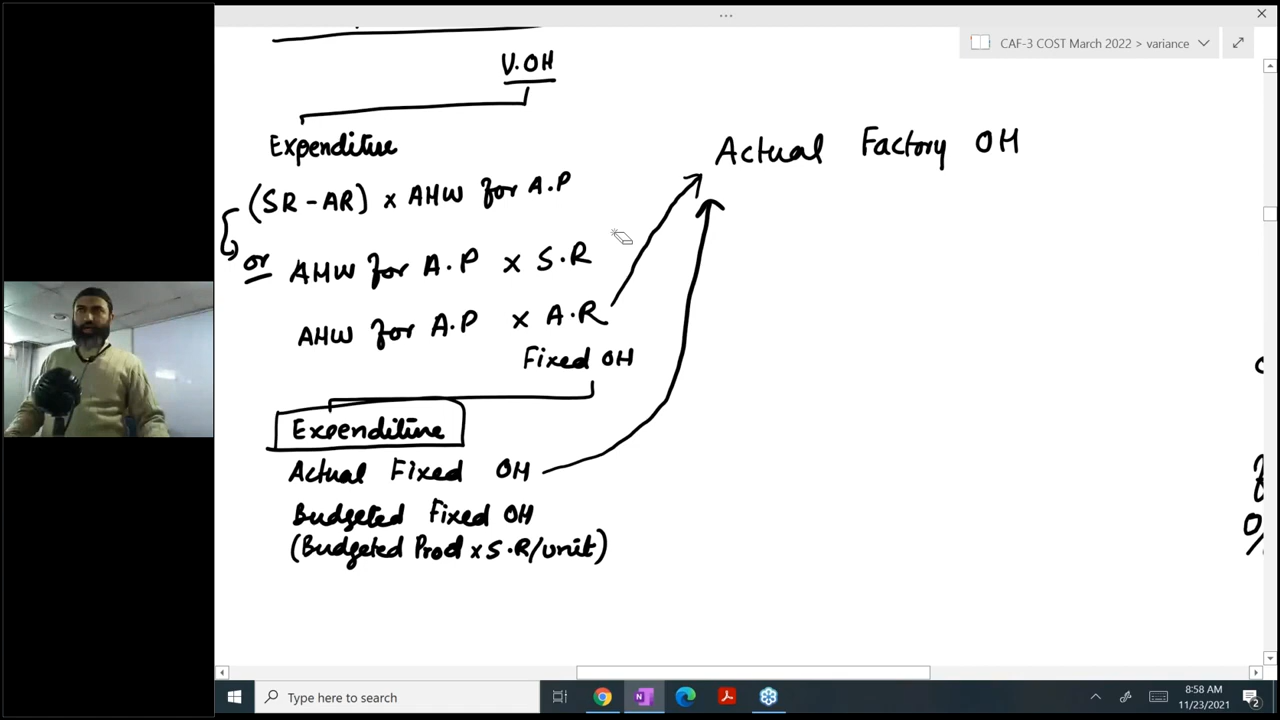 CAF-3 COST March 2022 > variance
V.OH
Expenditure
(SR - AR) x AHW for A.P
or AHW for A.P x S.R
AHW for A.P x A.R
Fixed OH
Expenditure
Actual Fixed OH
Budgeted Fixed OH
(Budgeted Prod x S.R/unit)
Actual Factory OH
Type here to search
8:58 AM
11/23/2021
2